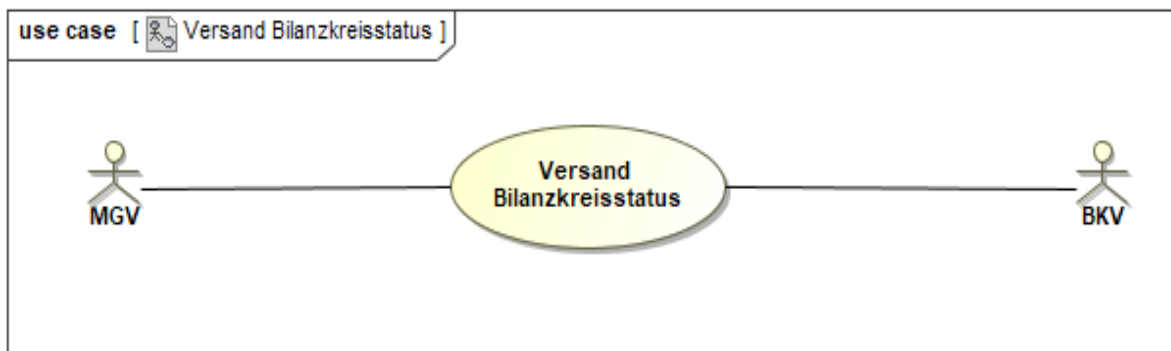 use case [ Versand Bilanzkreisstatus ]
Versand
Bilanzkreisstatus
MGV
BKV